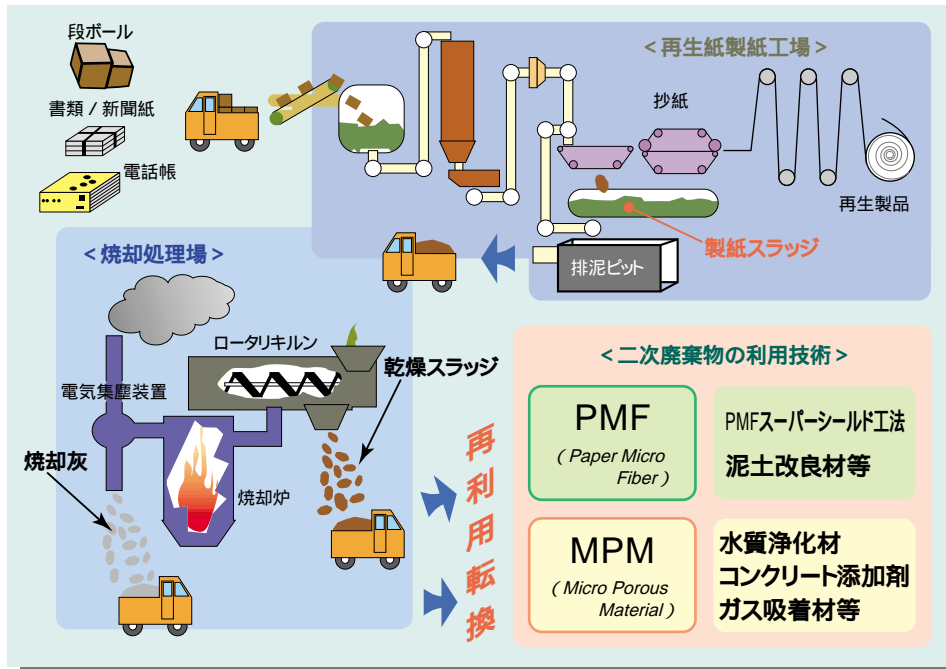 段ボール
書類 / 新聞紙
電話帳
<再生紙製紙工場>
抄紙
再生製品
製紙スラッジ
排泥ピット
<焼却処理場>
ロータリキルン
乾燥スラッジ
電気集塵装置
焼却灰
焼却炉
再利用転換
<二次廃棄物の利用技術>
PMF
( Paper Micro
Fiber )
PMFスーパーシールド工法
泥土改良材等
MPM
( Micro Porous
Material )
水質浄化材
コンクリート添加剤
ガス吸着材等